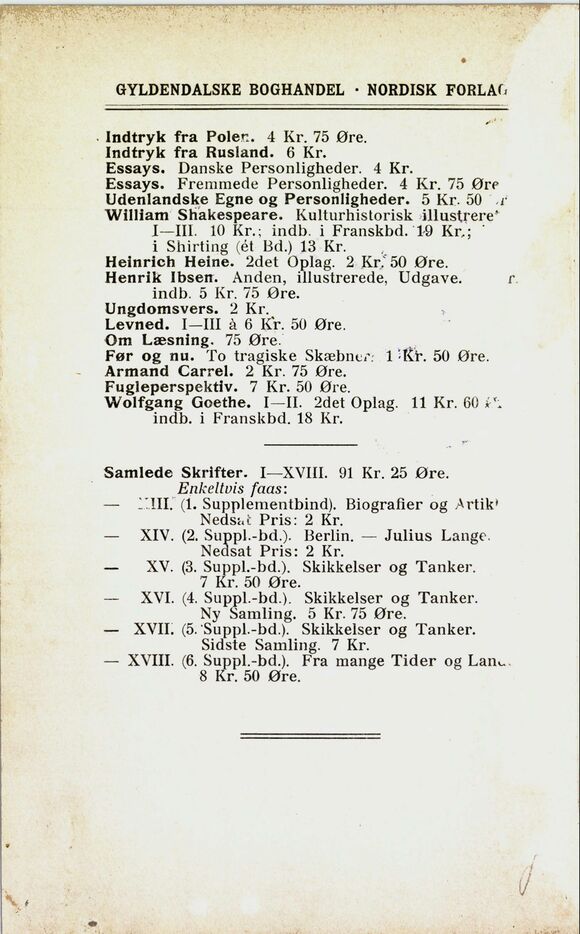 GYLDENDALSKE BOGHANDEL · NORDISK FORLAG
Indtryk fra Polen. 4 Kr. 75 Øre.
Indtryk fra Rusland. 6 Kr.
Essays. Danske Personligheder. 4 Kr.
Essays. Fremmede Personligheder. 4 Kr. 75 Øre
Udenlandske Egne og Personligheder. 5 Kr. 50
William Shakespeare. Kulturhistorisk illustreret
I—III. 10 Kr.; indb. i Franskbd. 19 Kr.;
i Shirting (ét Bd.) 13 Kr.
Heinrich Heine. 2det Oplag. 2 Kr. 50 Øre.
Henrik Ibsen. Anden, illustrerede, Udgave.
indb. 5 Kr. 75 Øre.
Ungdomsvers. 2 Kr.
Levned. I—III à 6 Kr. 50 Øre.
Om Læsning. 75 Øre.
Før og nu. To tragiske Skæbner. 1 Kr. 50 Øre.
Armand Carrel. 2 Kr. 75 Øre.
Fugleperspektiv. 7 Kr. 50 Øre.
Wolfgang Goethe. I—II. 2det Oplag. 11 Kr. 60
indb. i Franskbd. 18 Kr.
Samlede Skrifter. I—XVIII. 91 Kr. 25 Øre.
Enkeltvis faas:
— XIII. (1. Supplementbind). Biografier og Artik
Nedsat Pris: 2 Kr.
— XIV. (2. Suppl.-bd.). Berlin. — Julius Lange.
Nedsat Pris: 2 Kr.
— XV. (3. Suppl.-bd.). Skikkelser og Tanker.
7 Kr. 50 Øre.
— XVI. (4. Suppl.-bd.). Skikkelser og Tanker.
Ny Samling. 5 Kr. 75 Øre.
— XVII. (5. Suppl.-bd.). Skikkelser og Tanker.
Sidste Samling. 7 Kr.
— XVIII. (6. Suppl.-bd.). Fra mange Tider og Lan
8 Kr. 50 Øre.